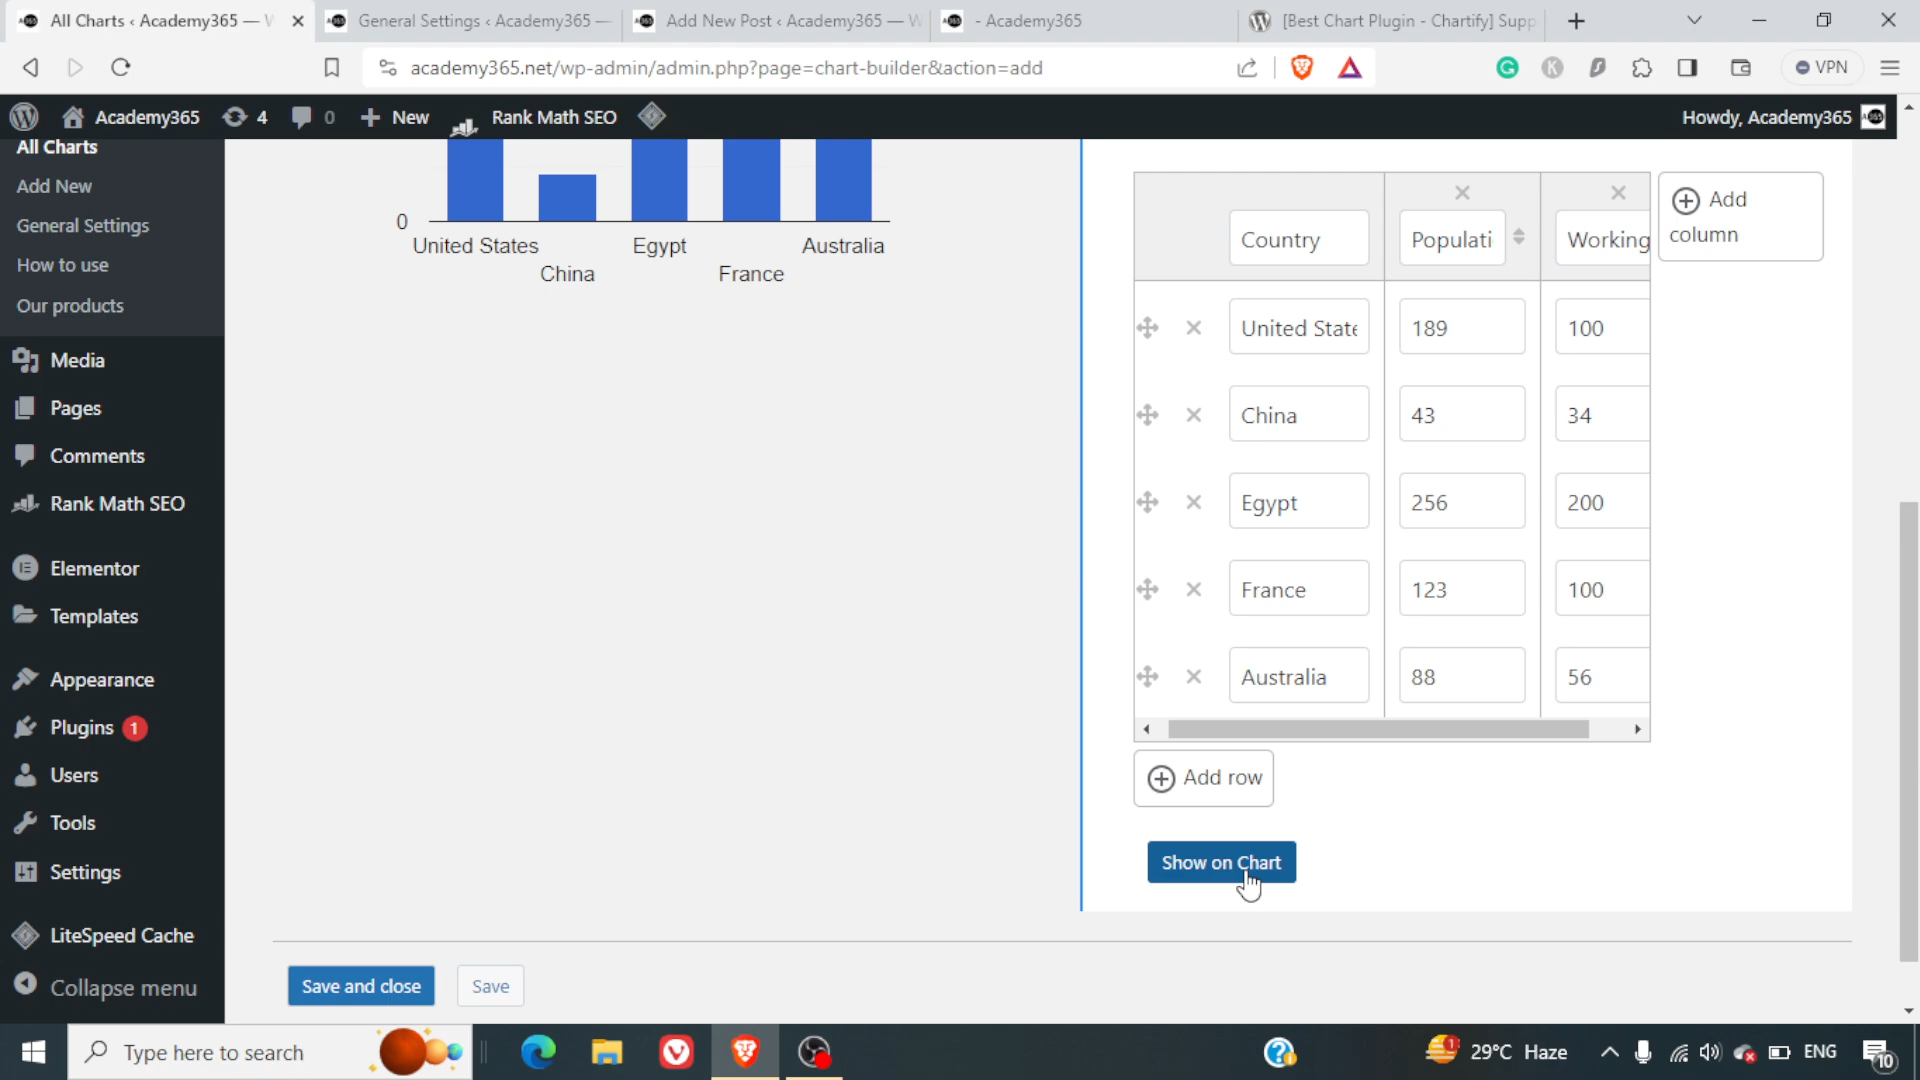 All Charts ‹ Academy365 —
General Settings ‹ Academy365 —
Add New Post ‹ Academy365 —
- Academy365
[Best Chart Plugin - Chartify] Supp
academy365.net/wp-admin/admin.php?page=chart-builder&action=add
VPN
Academy365
4
0
New
Rank Math SEO
Howdy, Academy365
All Charts
Add New
General Settings
How to use
Our products
Media
Pages
Comments
Rank Math SEO
Elementor
Templates
Appearance
Plugins 1
Users
Tools
Settings
LiteSpeed Cache
Collapse menu
0
United States
Egypt
Australia
China
France
Country
Populati
Working
Add
column
United State
189
100
China
43
34
Egypt
256
200
France
123
100
Australia
88
56
Add row
Show on Chart
Save and close
Save
Type here to search
1
29°C Haze
ENG
10